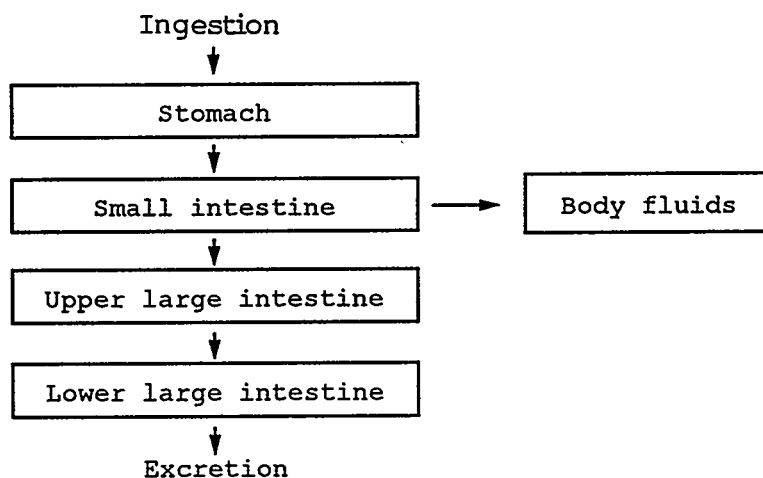 Ingestion
Stomach
Small intestine
Body fluids
Upper large intestine
Lower large intestine
Excretion